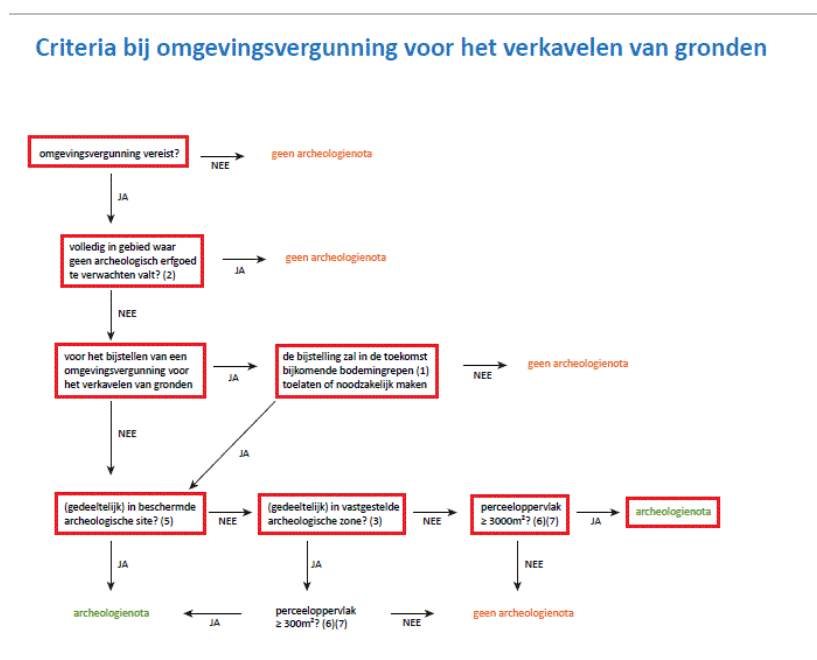 Criteria bij omgevingsvergunning voor het verkavelen van gronden
omgevingsvergunning vereist?
NEE
geen archeologienota
JA
volledig in gebied waar
geen archeologisch erfgoed
te verwachten valt? (2)
JA
geen archeologienota
NEE
voor het bijstellen van een
omgevingsvergunning voor
het verkavelen van gronden
JA
de bijstelling zal in de toekomst
bijkomende bodemingrepen (1)
toelaten of noodzakelijk maken
NEE
geen archeologienota
NEE
JA
(gedeeltelijk) in beschermde
archeologische site? (5)
NEE
(gedeeltelijk) in vastgestelde
archeologische zone? (3)
NEE
perceeloppervlak
≥ 3000m²? (6)(7)
JA
archeologienota
JA
JA
NEE
archeologienota
JA
perceeloppervlak
≥ 300m²? (6)(7)
NEE
geen archeologienota